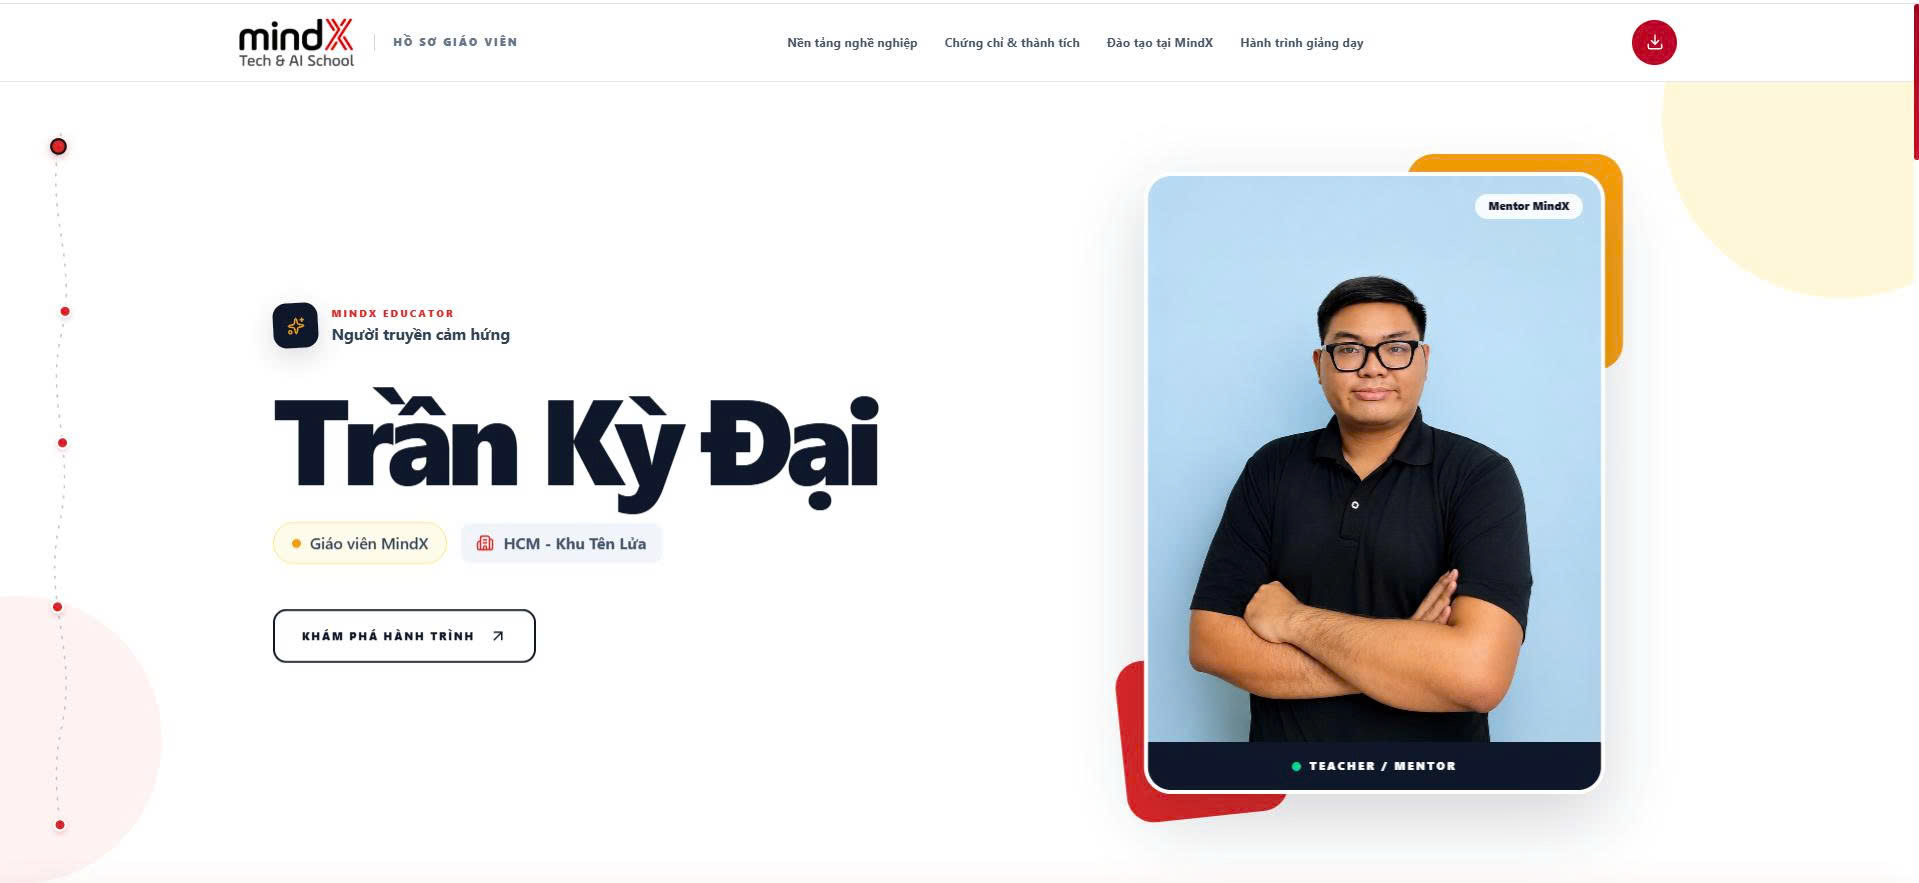 mindX
Tech & AI School
HỒ SƠ GIÁO VIÊN
Nền tảng nghề nghiệp
Chứng chỉ & thành tích
Đào tạo tại MindX
Hành trình giảng dạy
Mentor MindX
MINDX EDUCATOR
Người truyền cảm hứng
Trần Kỳ Đại
Giáo viên MindX
HCM - Khu Tên Lửa
KHÁM PHÁ HÀNH TRÌNH
TEACHER / MENTOR